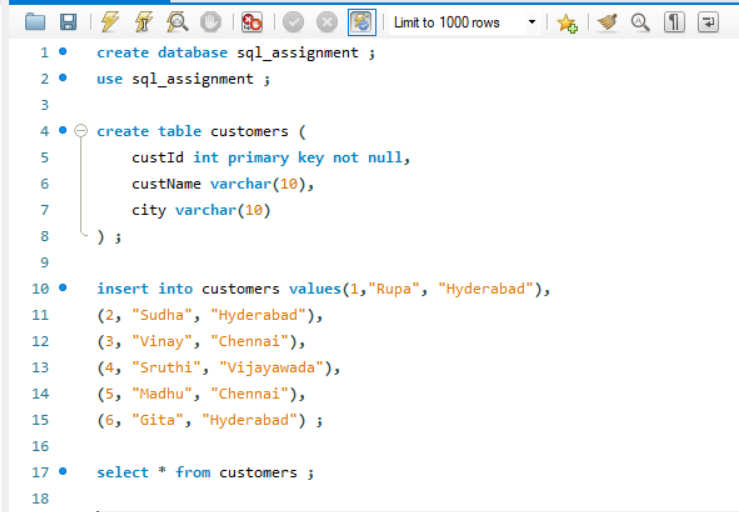 Limit to 1000 rows
1 create database sql_assignment ;
2 use sql_assignment ;
3
4 create table customers (
5 custId int primary key not null,
6 custName varchar(10),
7 city varchar(10)
8 ) ;
9
10 insert into customers values(1,"Rupa", "Hyderabad"),
11 (2, "Sudha", "Hyderabad"),
12 (3, "Vinay", "Chennai"),
13 (4, "Sruthi", "Vijayawada"),
14 (5, "Madhu", "Chennai"),
15 (6, "Gita", "Hyderabad") ;
16
17 select * from customers ;
18